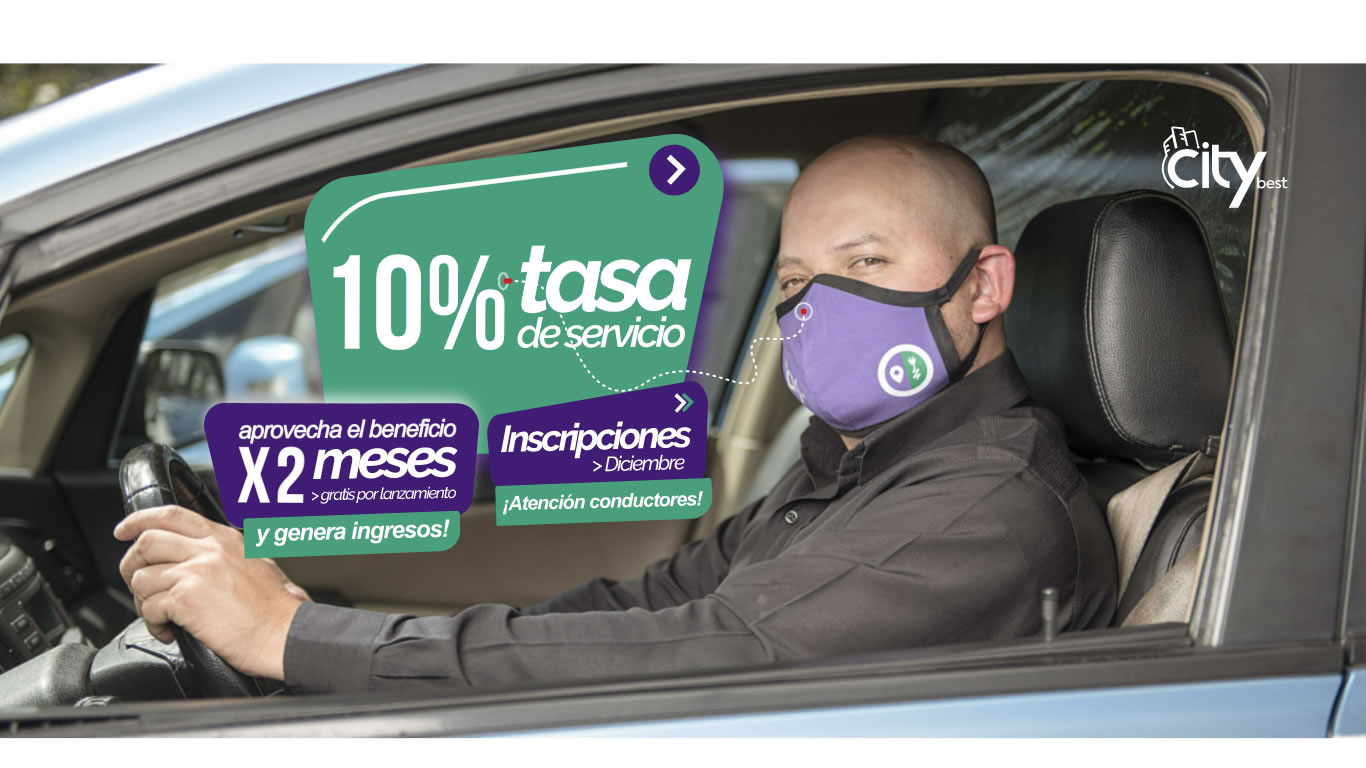 city
best
10% tasa
de servicio
aprovecha el beneficio
X2 meses
> gratis por lanzamiento
y genera ingresos!
Inscripciones
> Diciembre
¡Atención conductores!